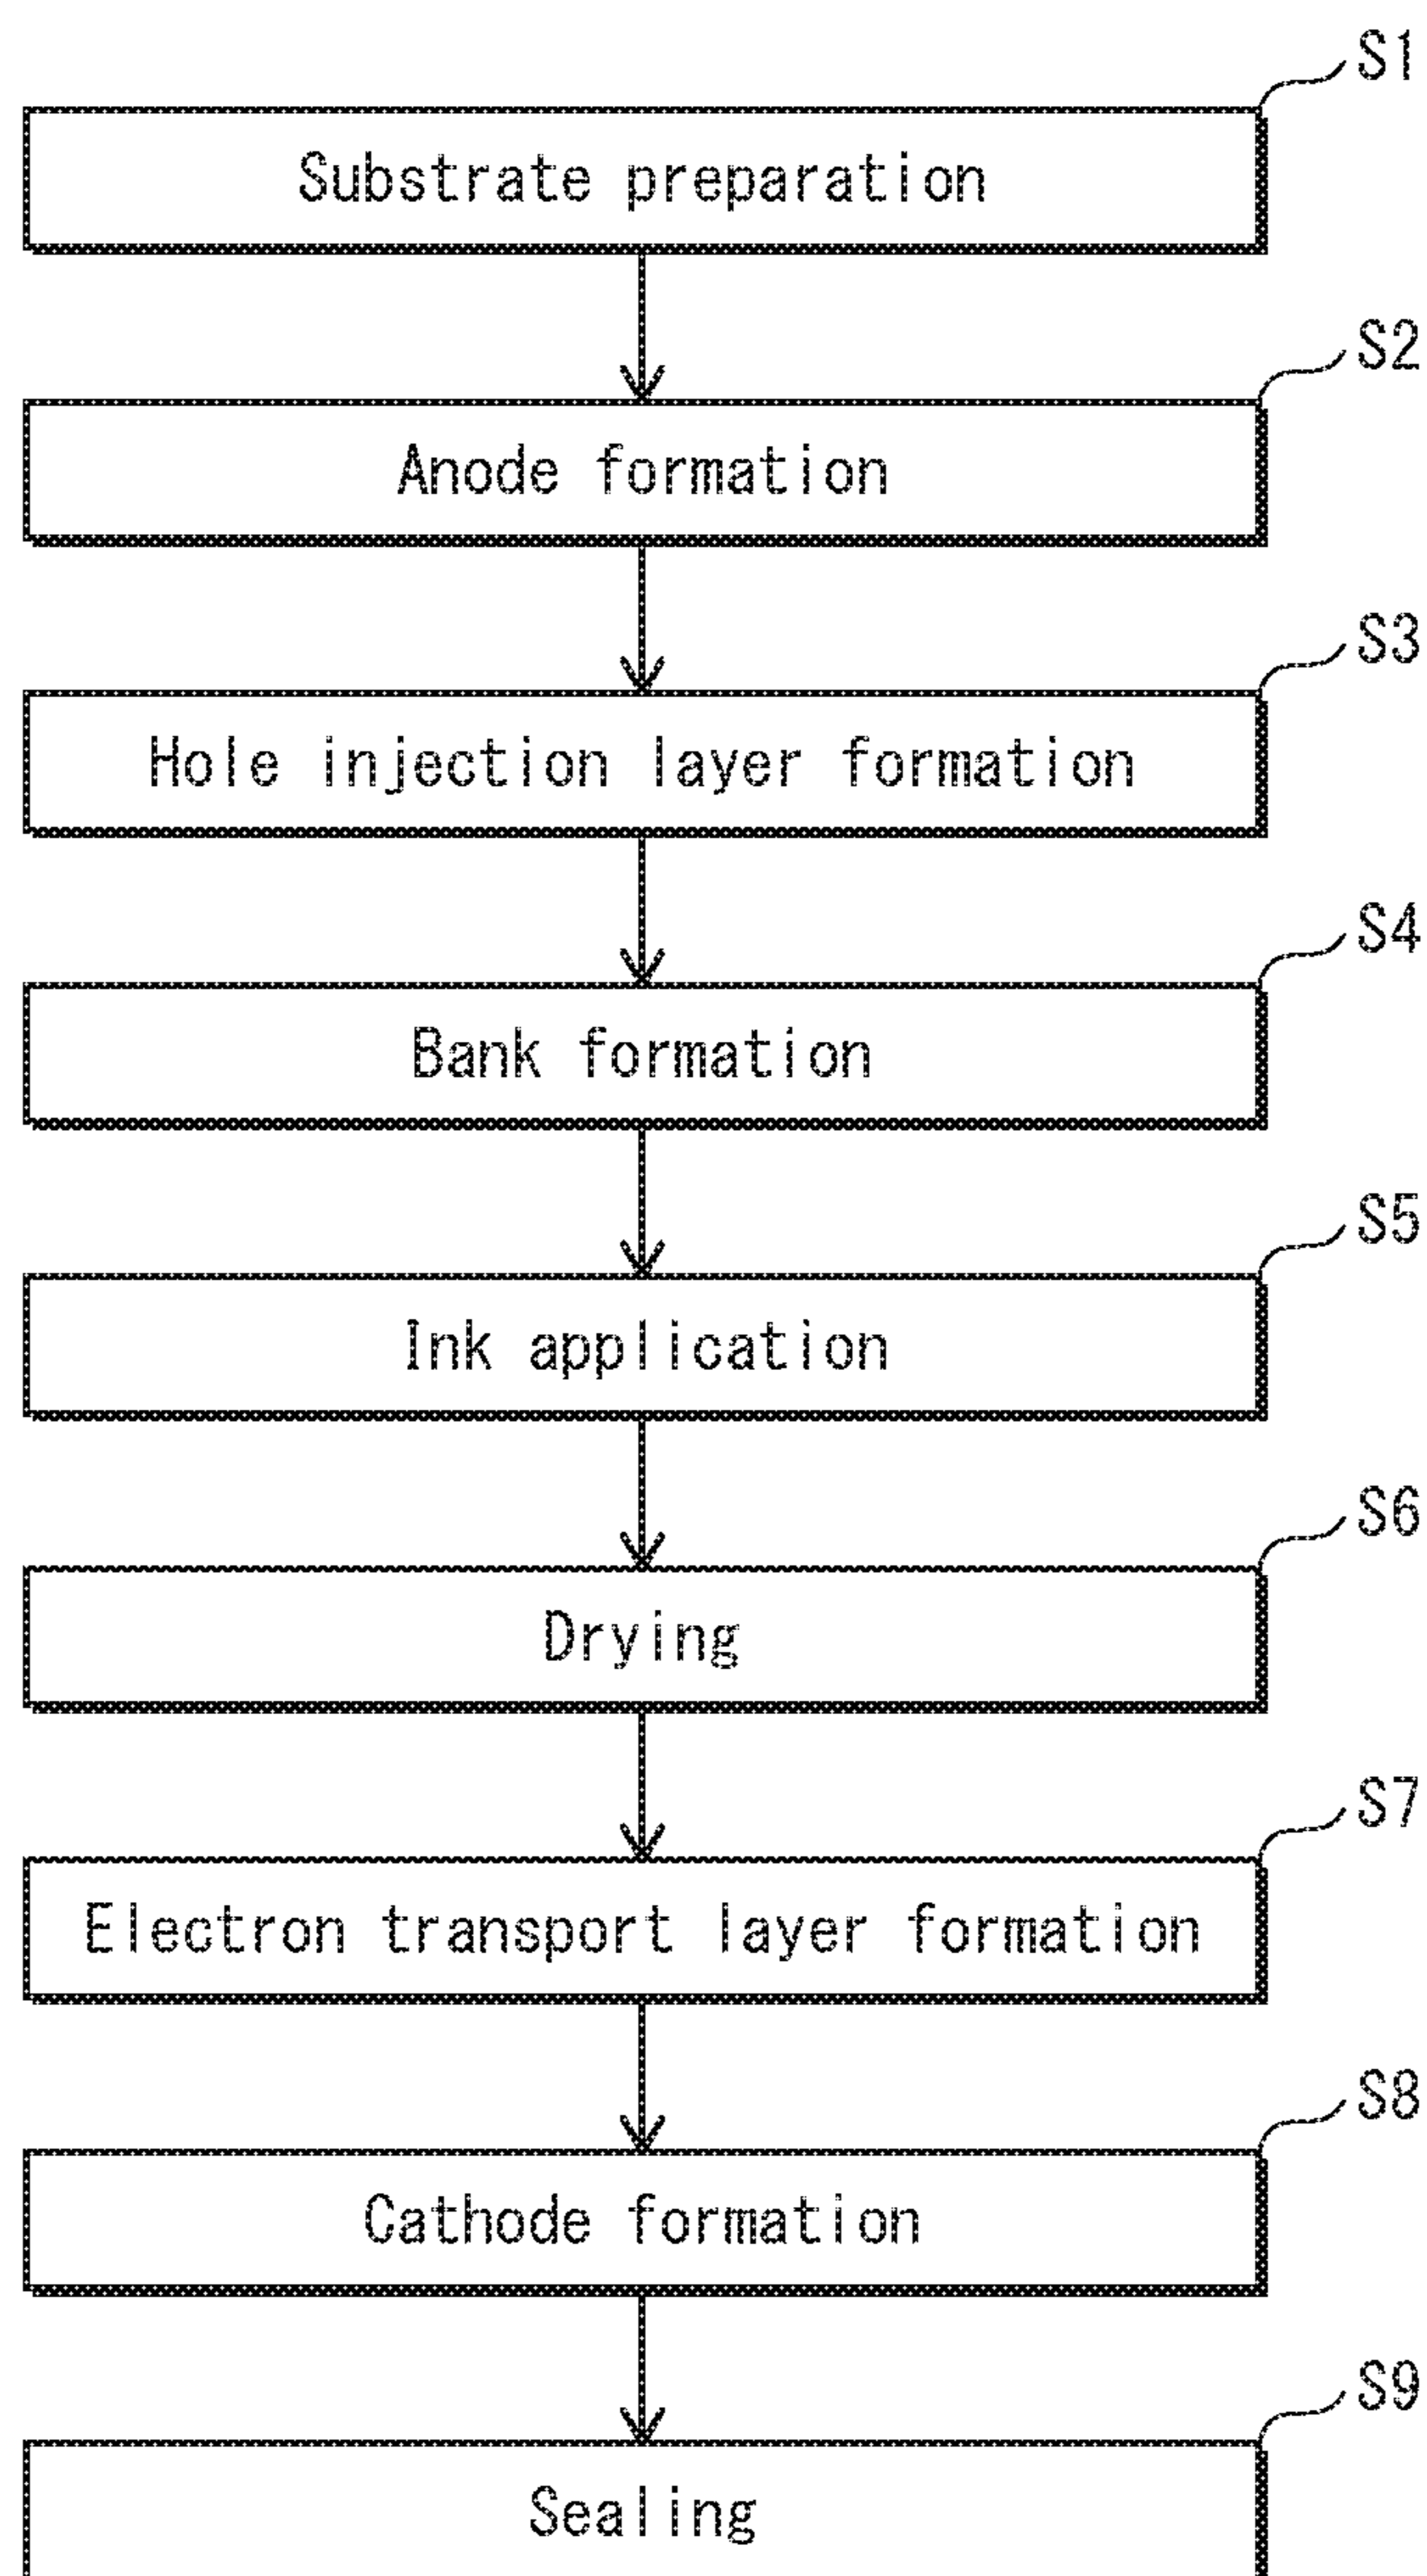 S1
Substrate preparation
S2
Anode formation
S3
Hole injection layer formation
S4
Bank formation
S5
Ink application
S6
Drying
S7
Electron transport layer formation
S8
Cathode formation
S9
Sealing